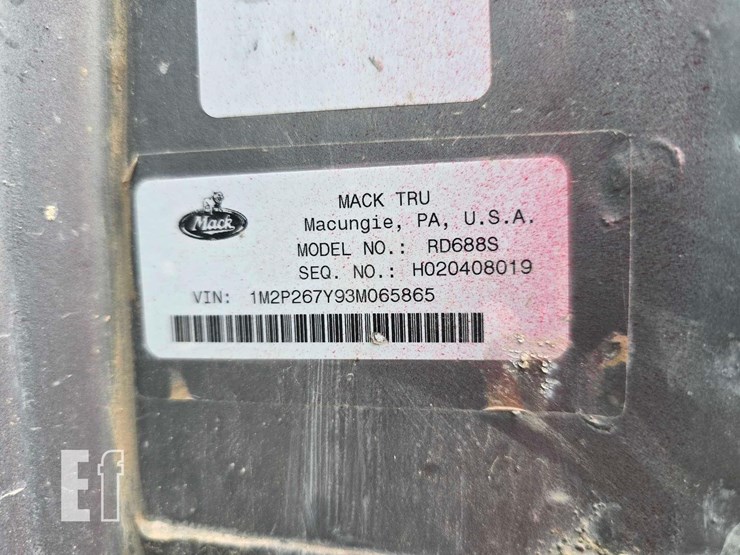 Mack
MACK TRU
Macungie, PA, U.S.A.
MODEL NO.: RD688S
SEQ. NO.: H020408019
VIN: 1M2P267Y93M065865
Ef